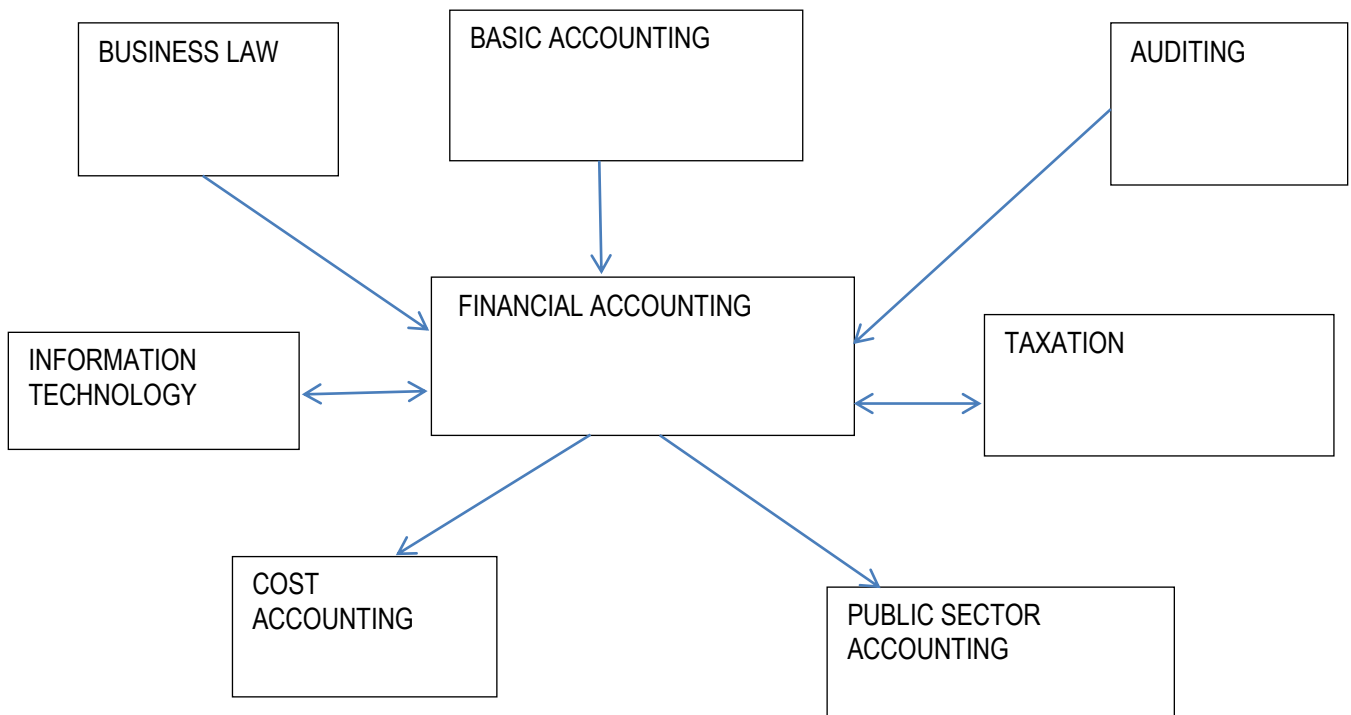 BUSINESS LAW
BASIC ACCOUNTING
AUDITING
FINANCIAL ACCOUNTING
INFORMATION
TECHNOLOGY
TAXATION
COST
ACCOUNTING
PUBLIC SECTOR
ACCOUNTING